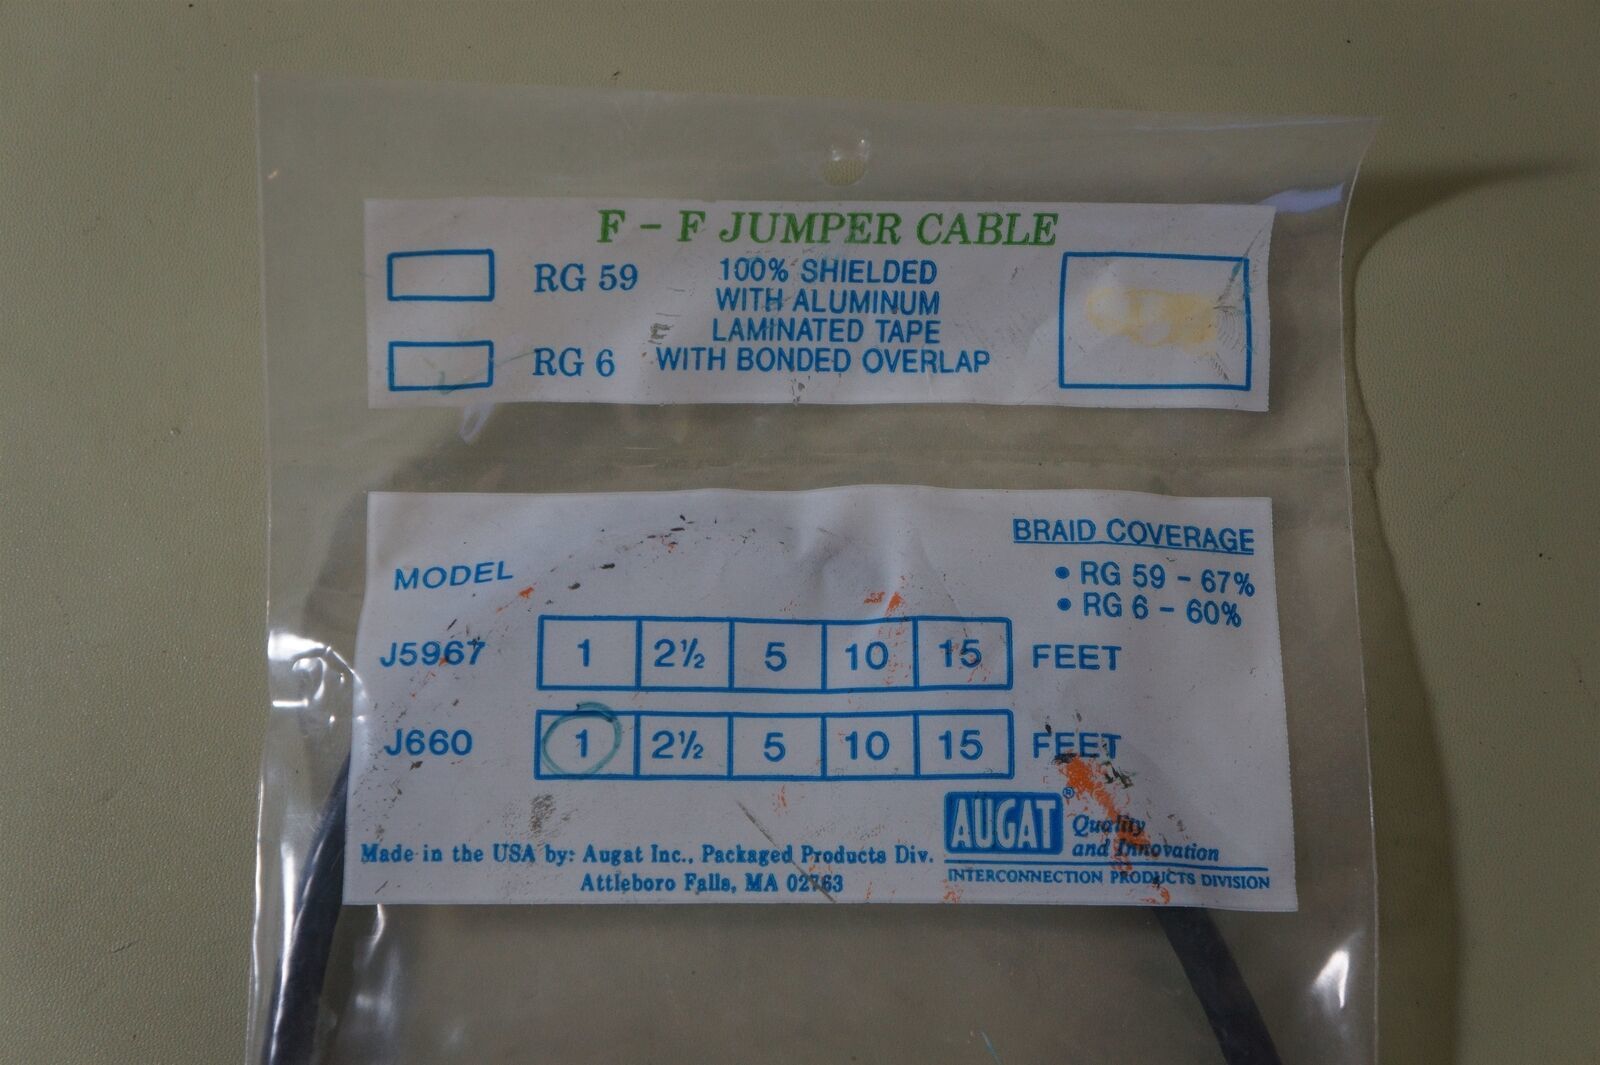 F - F JUMPER CABLE
RG 59
100% SHIELDED
WITH ALUMINUM
LAMINATED TAPE
RG 6
WITH BONDED OVERLAP
BRAID COVERAGE
• RG 59 - 67%
• RG 6 - 60%
MODEL
J5967 1 2½ 5 10 15 FEET
J660 1 2½ 5 10 15 FEET
Made in the USA by: Augat Inc., Packaged Products Div.
Attleboro Falls, MA 02763
AUGAT®
Quality
and Innovation
INTERCONNECTION PRODUCTS DIVISION